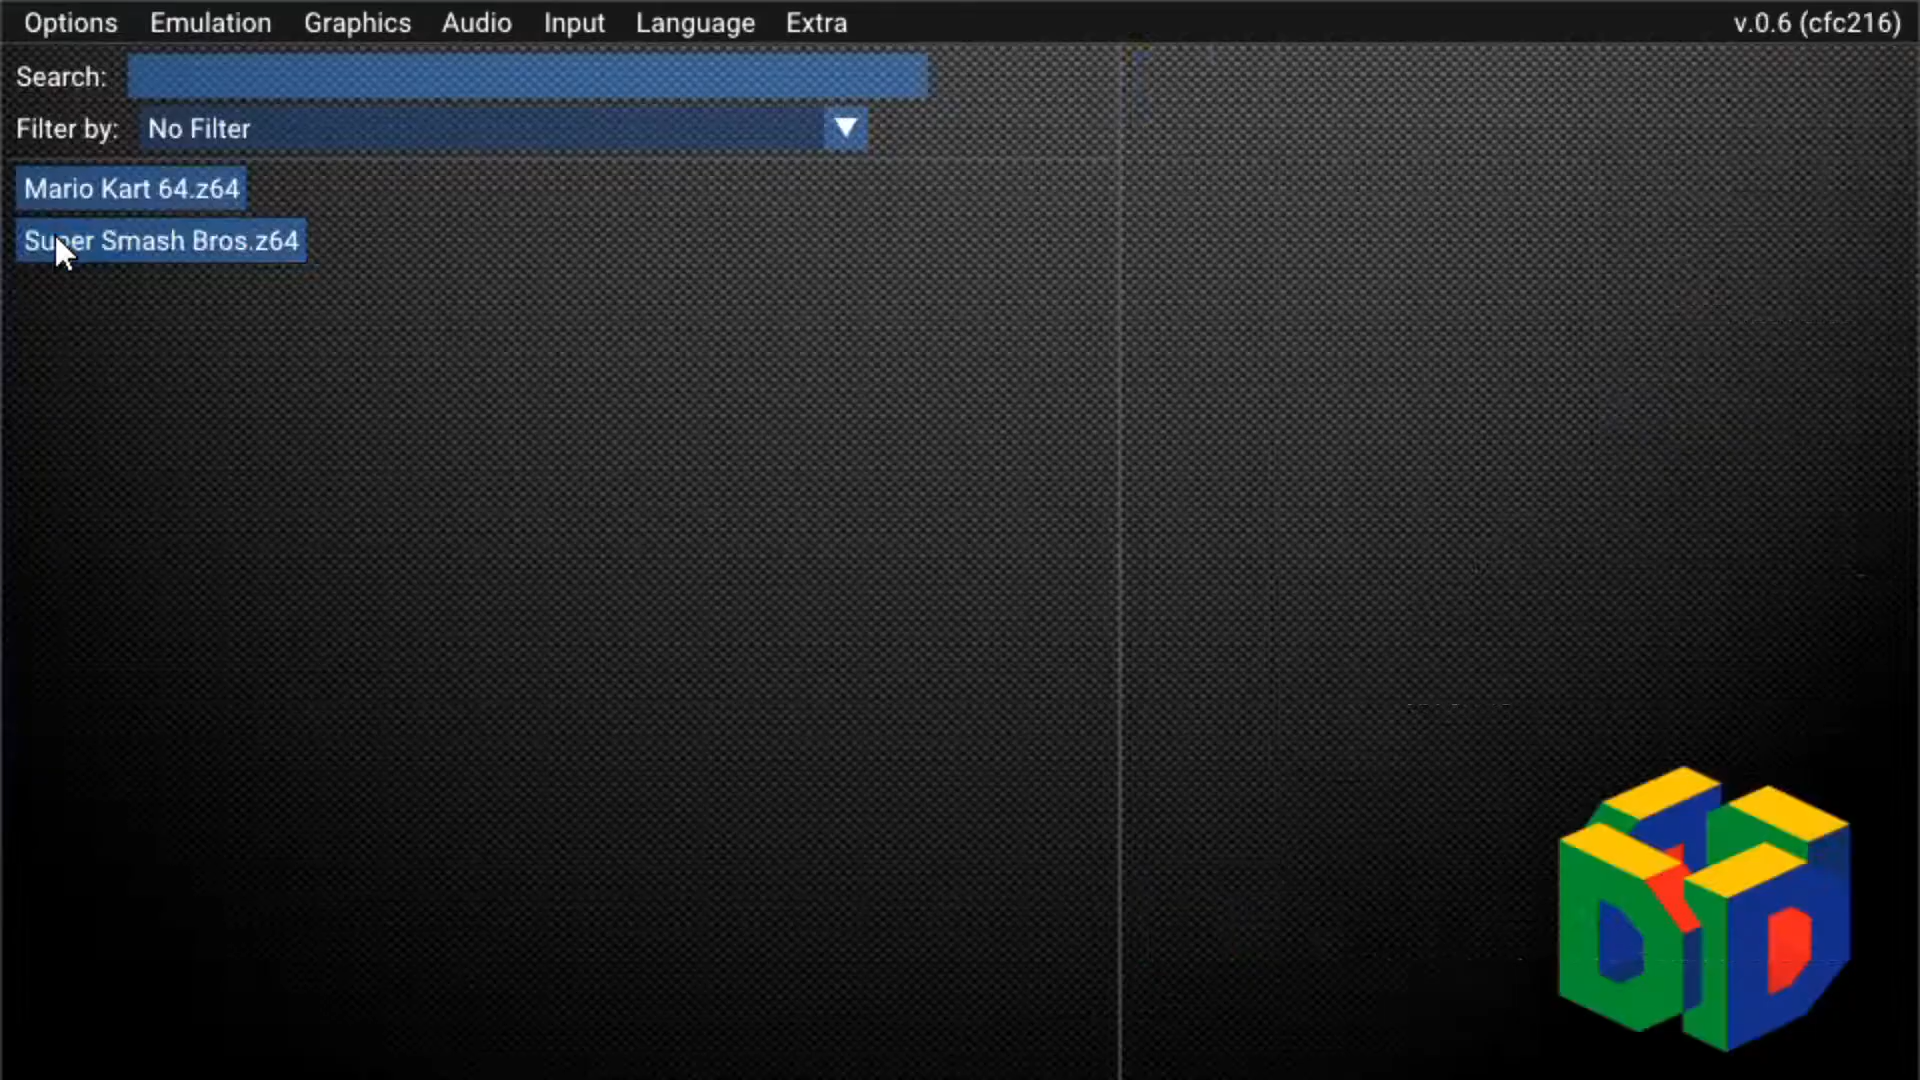 Options Emulation Graphics Audio Input Language Extra v.0.6 (cfc216)
Search:
Filter by: No Filter
Mario Kart 64.z64
Super Smash Bros.z64